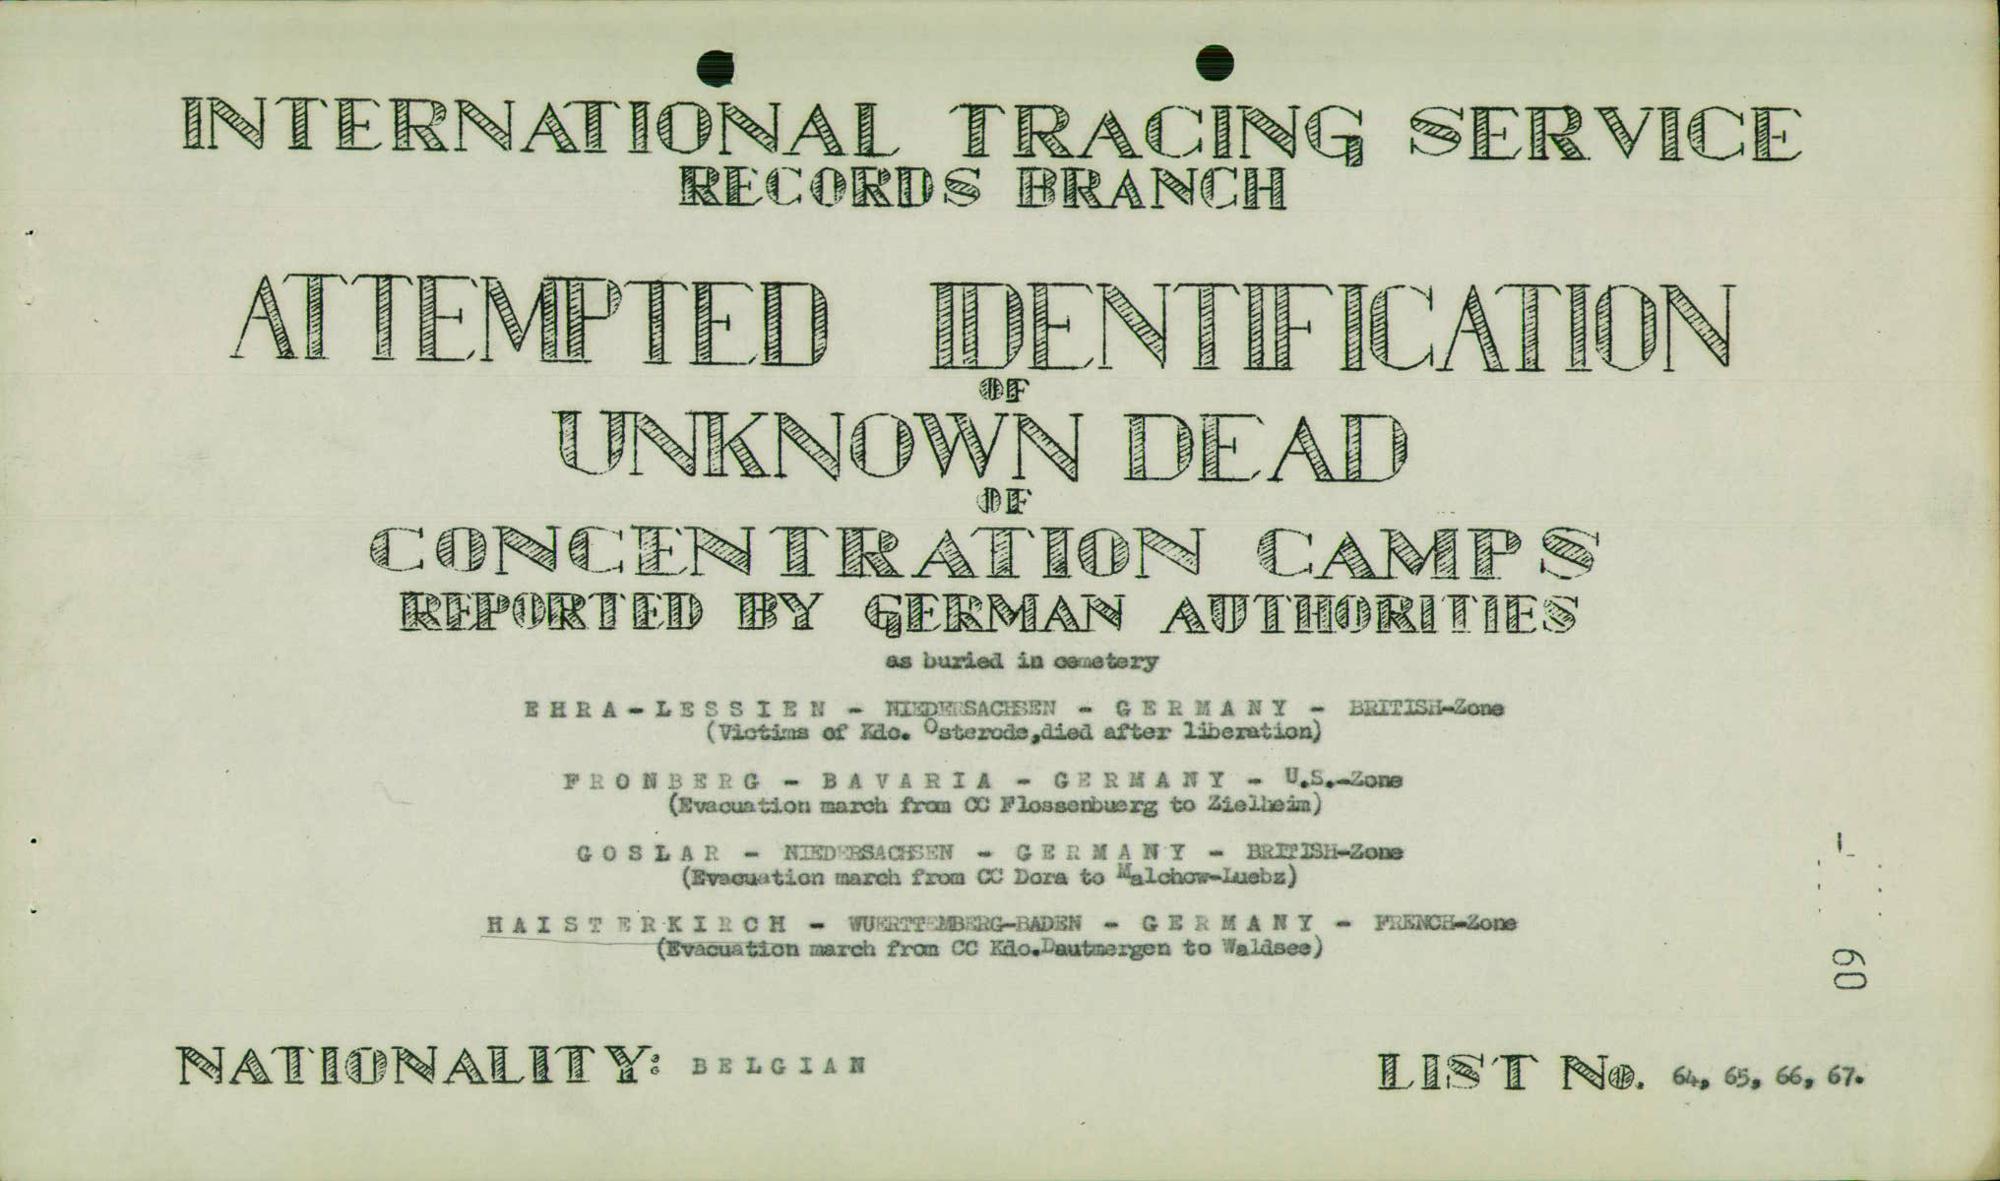 INTERNATIONAL TRACING SERVICE
RECORDS BRANCH
ATTEMPTED IDENTIFICATION
OF
UNKNOWN DEAD
OF
CONCENTRATION CAMPS
REPORTED BY GERMAN AUTHORITIES
as buried in cemetery
EHRA-LESSIEN - NIEDERSACHSEN - GERMANY - BRITISH-Zone
(Victims of Kdo. Osterode,died after liberation)
FRONBERG - BAVARIA - GERMANY - U.S.-Zone
(Evacuation march from CC Flossenbuerg to Zielheim)
GOSLAR - NIEDERSACHSEN - GERMANY - BRITISH-Zone
(Evacuation march from CC Dora to Malchow-Luebz)
HAISTERKIRCH - WUERTTEMBERG-BADEN - GERMANY - FRENCH-Zone
(Evacuation march from CC Kdo.Dautmergen to Waldsee)
60
NATIONALITY: BELGIAN
LIST No. 64, 65, 66, 67.